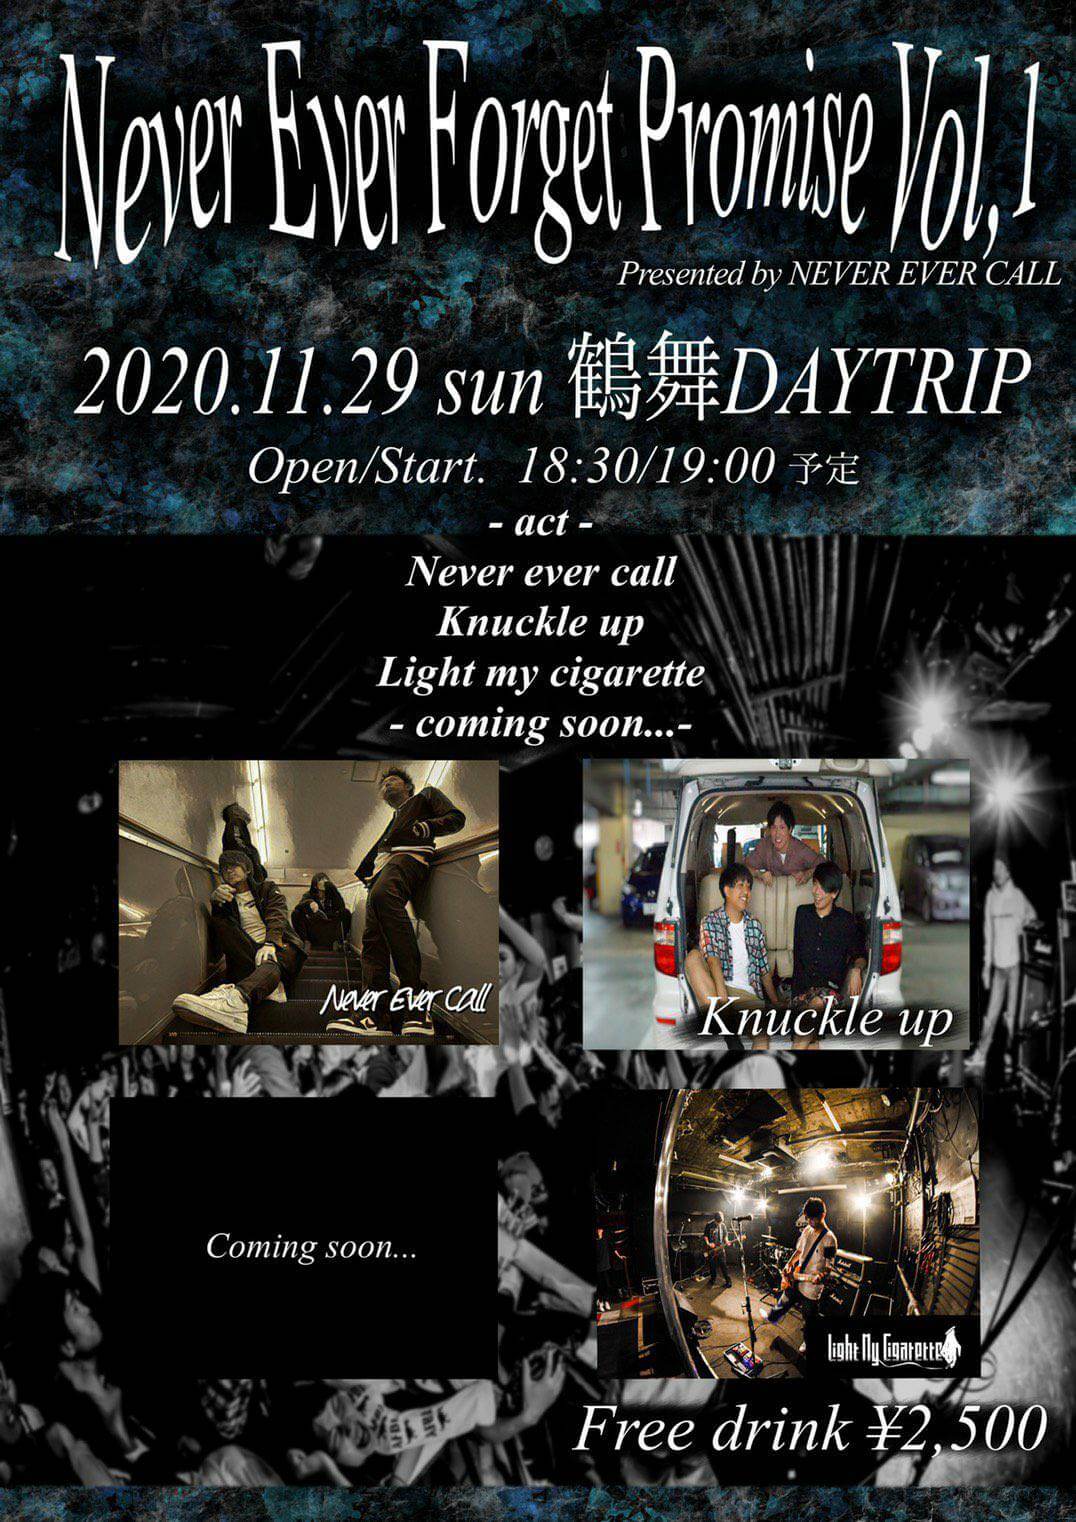 Never Ever Forget Promise Vol,1
Presented by NEVER EVER CALL
2020.11.29 sun 鶴舞DAYTRIP
Open/Start. 18:30/19:00 予定
- act -
Never ever call
Knuckle up
Light my cigarette
- coming soon...-
Never Ever Call
Knuckle up
Coming soon...
Light My Cigarette
Free drink ¥2,500